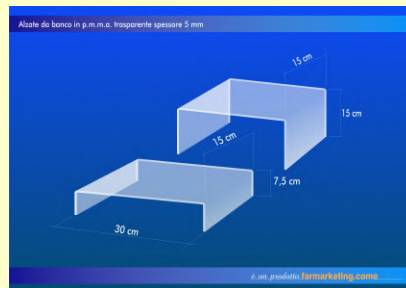 Alzate da banco in p.m.m.a. trasparente spessore 5 mm
15 cm
15 cm
15 cm
7,5 cm
30 cm
è un prodotto farmarketing.come